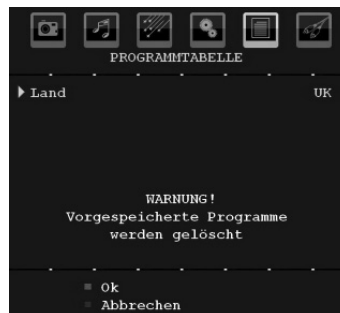 PROGRAMMTABELLE
Land UK
WARNUNG!
Vorgespeicherte Programme
werden gelöscht
Ok
Abbrechen